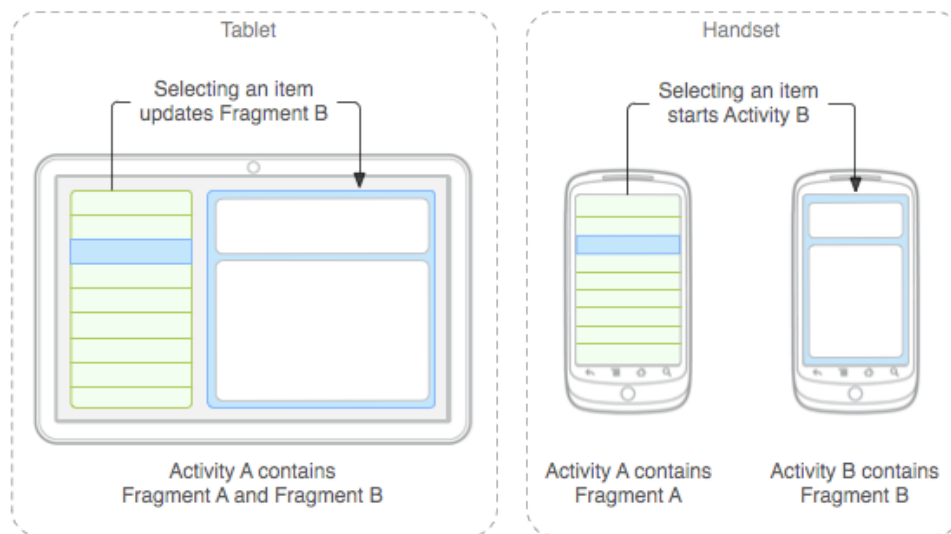 Tablet
Selecting an item
updates Fragment B
Activity A contains
Fragment A and Fragment B
Handset
Selecting an item
starts Activity B
Activity A contains
Fragment A
Activity B contains
Fragment B